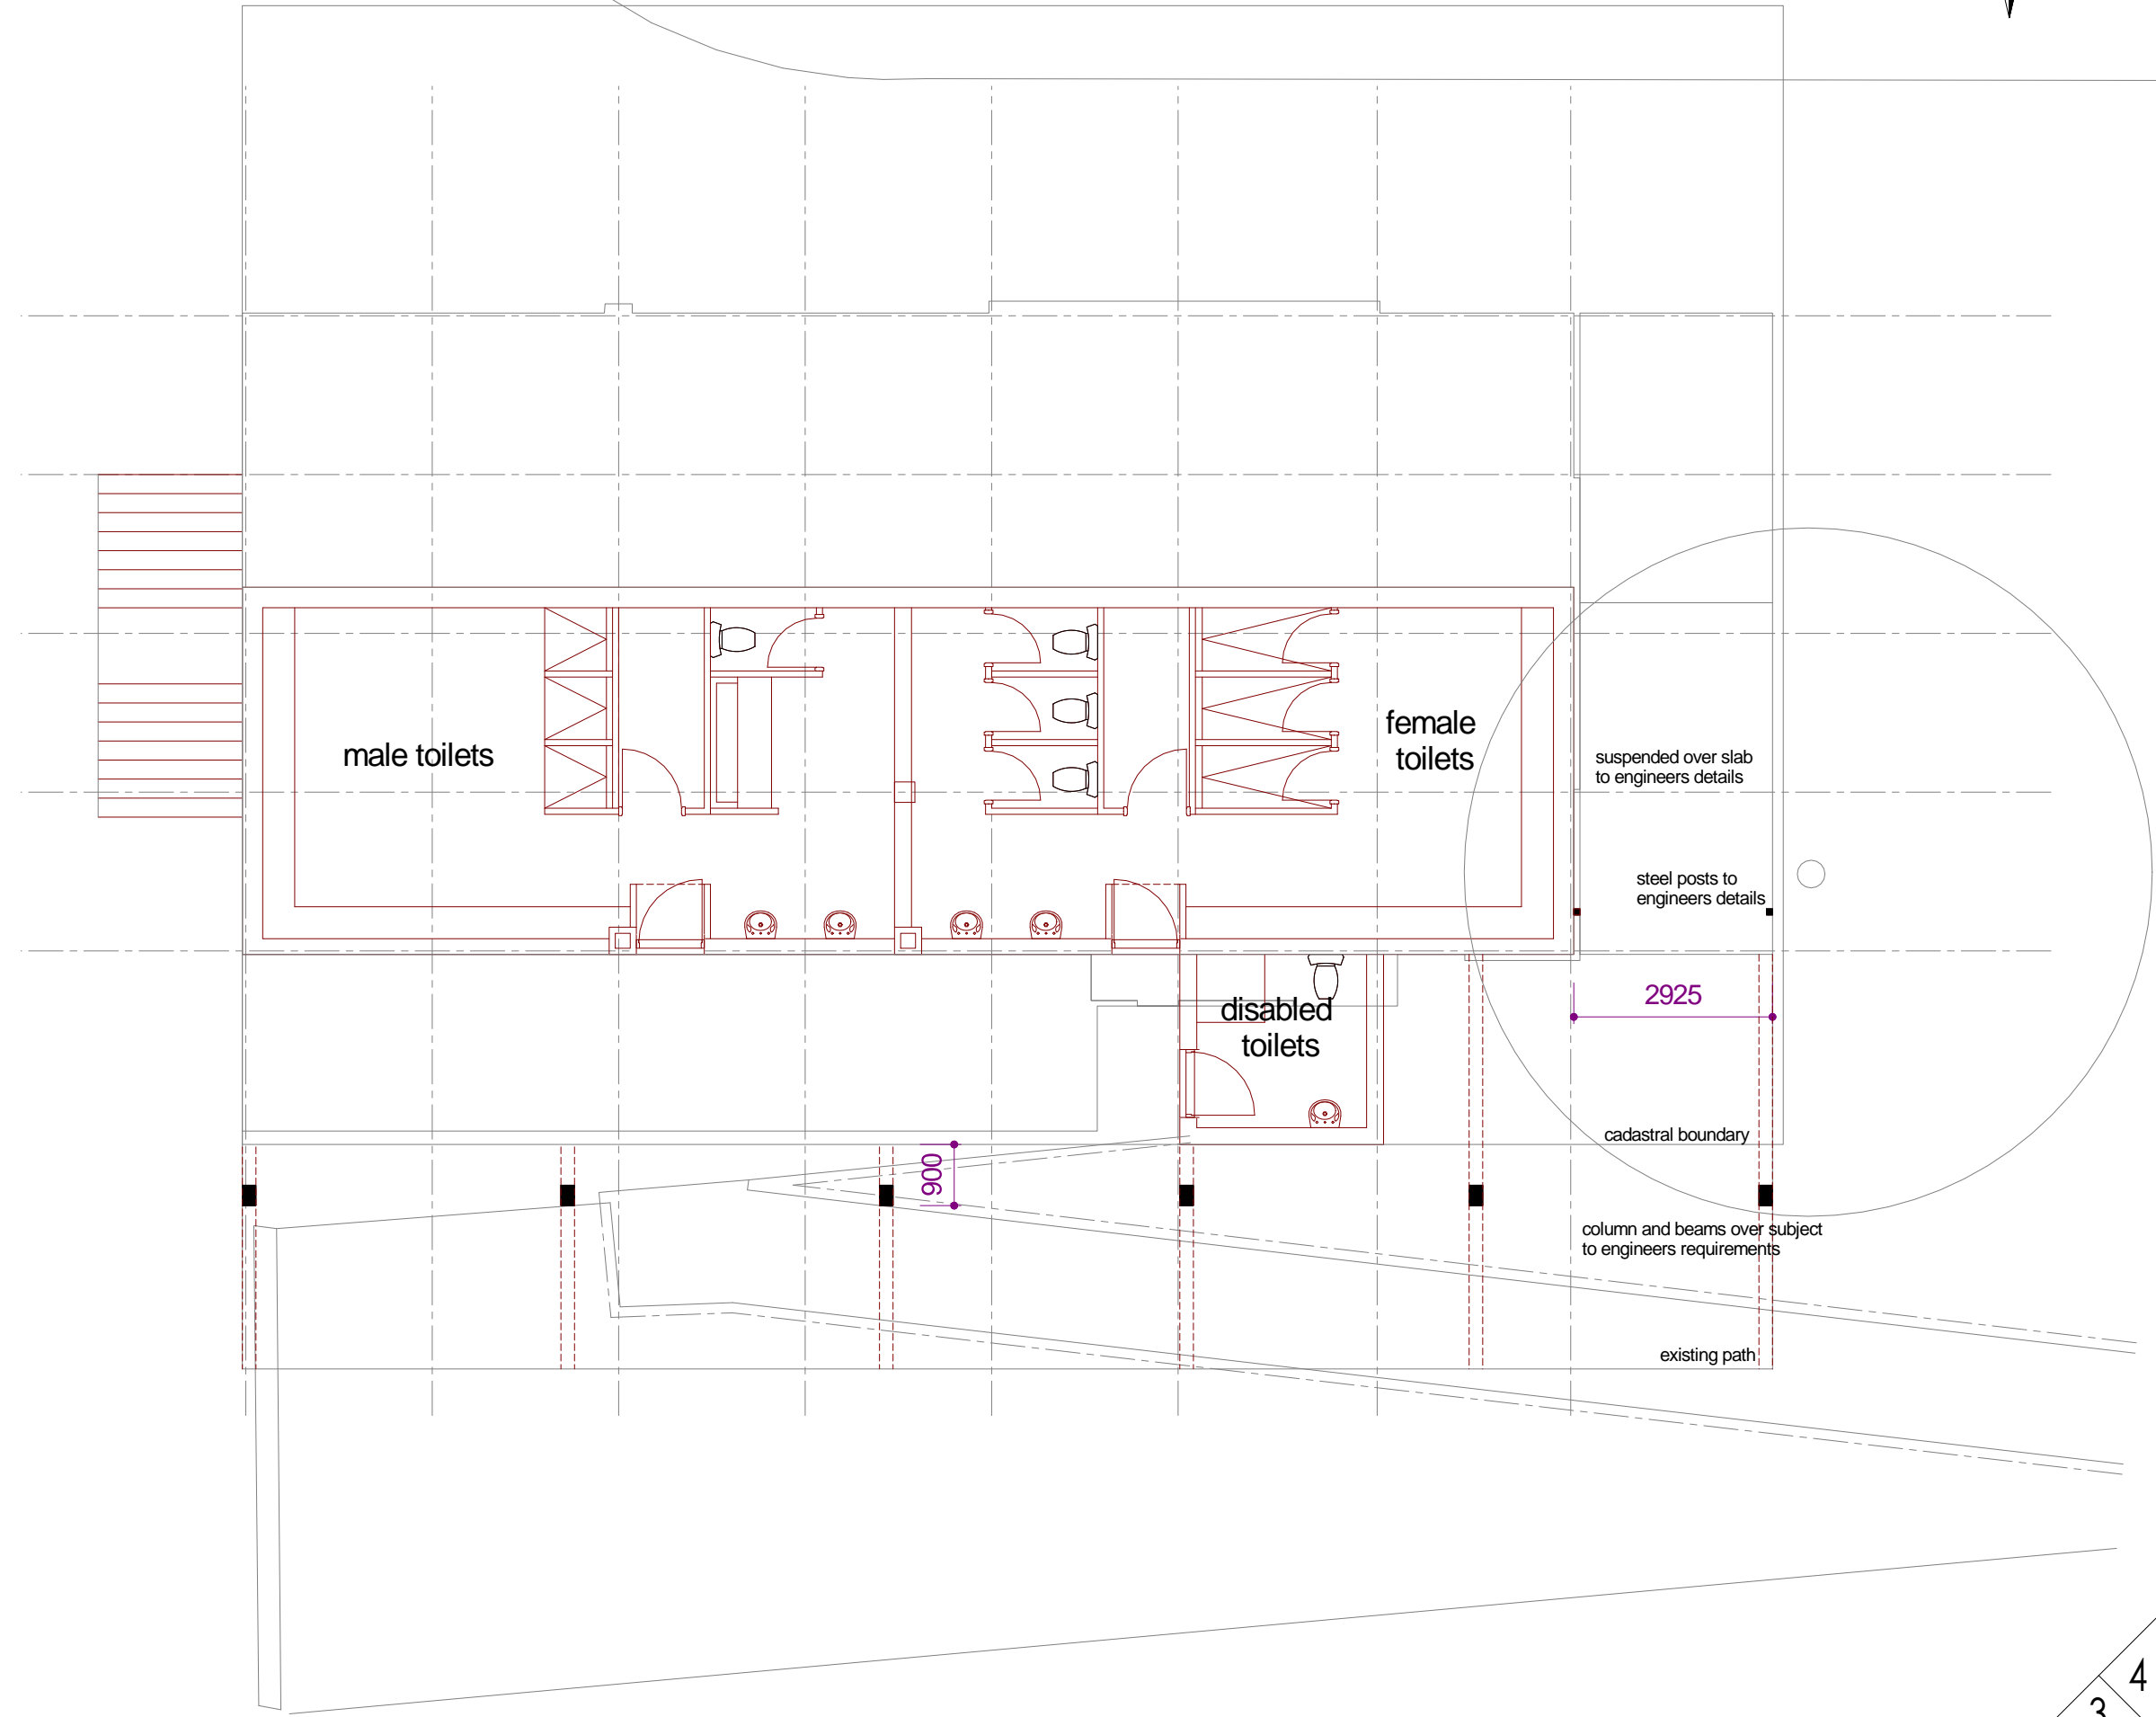 male toilets
female
toilets
suspended over slab
to engineers details
steel posts to
engineers details
2925
disabled
toilets
cadastral boundary
900
column and beams over subject
to engineers requirements
existing path
4
3